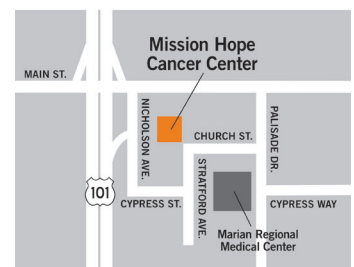 Mission Hope
Cancer Center
MAIN ST.
NICHOLSON AVE.
PALISADE DR.
CHURCH ST.
STRATFORD AVE.
101
CYPRESS ST.
CYPRESS WAY
Marian Regional
Medical Center